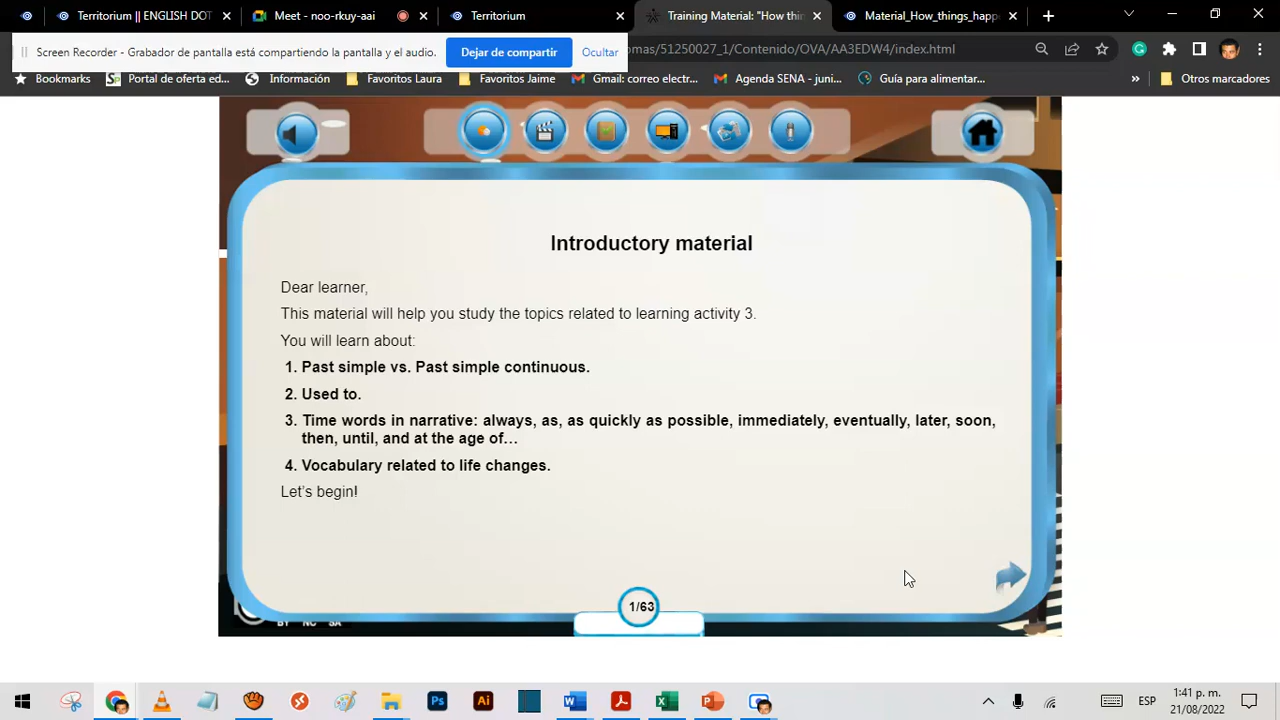 Territorium || ENGLISH DOT
Meet - noo-rkuy-aai
Territorium
Training Material: "How thin
Material_How_things_happ
Screen Recorder - Grabador de pantalla está compartiendo la pantalla y el audio.
Dejar de compartir
Ocultar
omas/51250027_1/Contenido/OVA/AA3EDW4/index.html
Bookmarks
Portal de oferta ed...
Información
Favoritos Laura
Favoritos Jaime
Gmail: correo electr...
Agenda SENA - jaini...
Guía para alimentar...
»
Otros marcadores
Introductory material
Dear learner,
This material will help you study the topics related to learning activity 3.
You will learn about:
1. Past simple vs. Past simple continuous.
2. Used to.
3. Time words in narrative: always, as, as quickly as possible, immediately, eventually, later, soon,
then, until, and at the age of…
4. Vocabulary related to life changes.
Let's begin!
1/63
BY NC SA
ESP
1:41 p. m.
21/08/2022